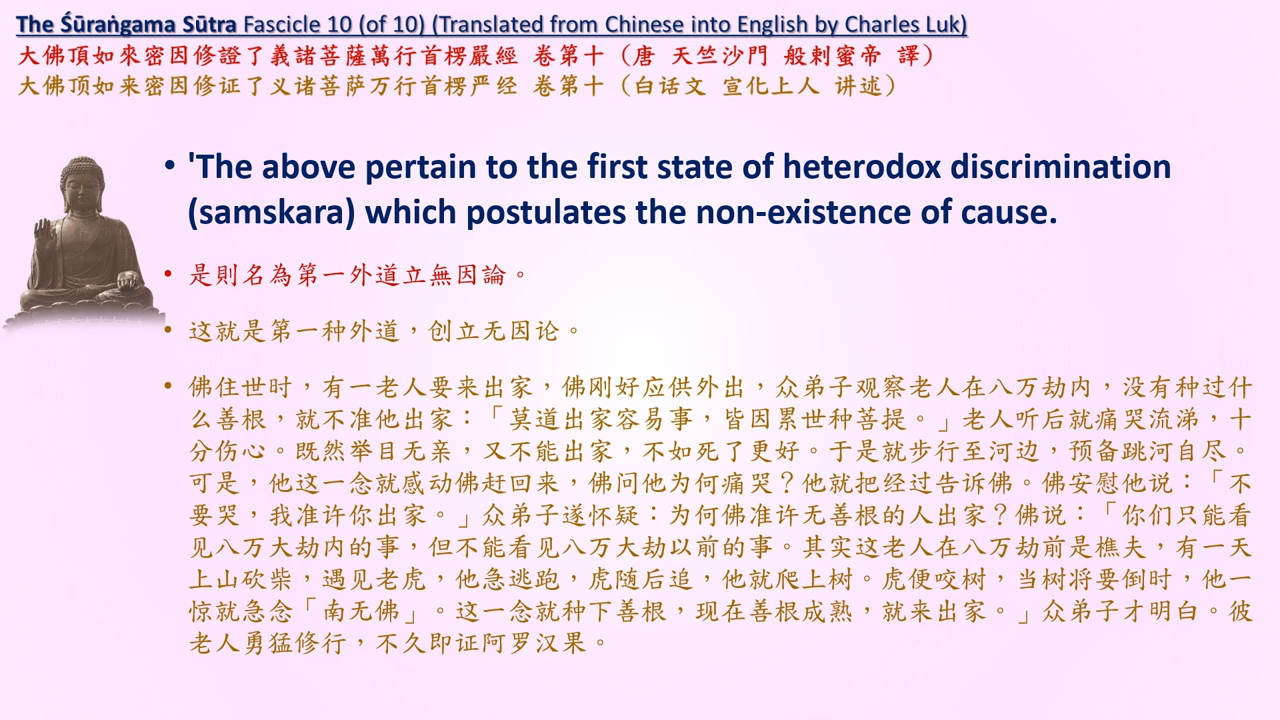 The Śūraṅgama Sūtra Fascicle 10 (of 10) (Translated from Chinese into English by Charles Luk)
大佛頂如來密因修證了義諸菩薩萬行首楞嚴經 卷第十（唐 天竺沙門 般剌蜜帝 譯）
大佛顶如来密因修证了义诸菩萨万行首楞严经 卷第十（白话文 宣化上人 讲述）
• 'The above pertain to the first state of heterodox discrimination
(samskara) which postulates the non-existence of cause.
• 是則名為第一外道立無因論。
• 这就是第一种外道，创立无因论。
• 佛住世时，有一老人要来出家，佛刚好应供外出，众弟子观察老人在八万劫内，没有种过什
么善根，就不准他出家：「莫道出家容易事，皆因累世种菩提。」老人听后就痛哭流涕，十
分伤心。既然举目无亲，又不能出家，不如死了更好。于是就步行至河边，预备跳河自尽。
可是，他这一念就感动佛赶回来，佛问他为何痛哭？他就把经过告诉佛。佛安慰他说：「不
要哭，我准许你出家。」众弟子遂怀疑：为何佛准许无善根的人出家？佛说：「你们只能看
见八万大劫内的事，但不能看见八万大劫以前的事。其实这老人在八万劫前是樵夫，有一天
上山砍柴，遇见老虎，他急逃跑，虎随后追，他就爬上树。虎便咬树，当树将要倒时，他一
惊就急念「南无佛」。这一念就种下善根，现在善根成熟，就来出家。」众弟子才明白。彼
老人勇猛修行，不久即证阿罗汉果。